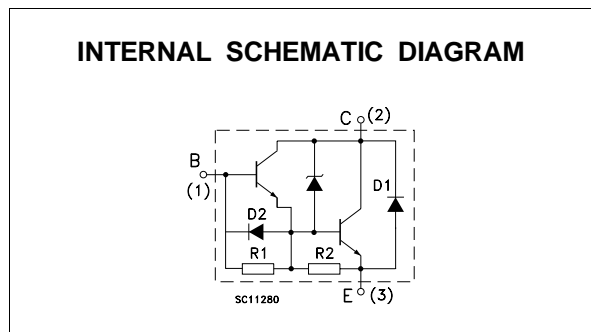 INTERNAL SCHEMATIC DIAGRAM
C (2)
B
(1)
D1
D2
R1 R2
SC11280
E (3)